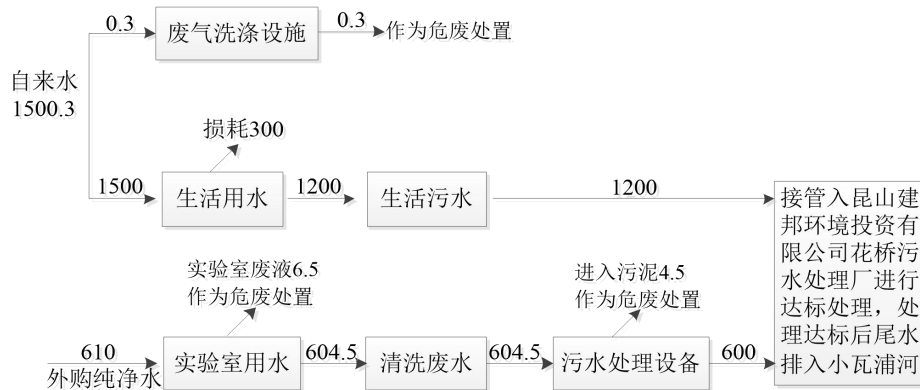 0.3
废气洗涤设施
0.3
作为危废处置
自来水
1500.3
损耗300
1500
生活用水
1200
生活污水
1200
接管入昆山建
邦环境投资有
限公司花桥污
水处理厂进行
达标处理，处
理达标后尾水
排入小瓦浦河
实验室废液6.5
作为危废处置
进入污泥4.5
作为危废处置
610
外购纯净水
实验室用水
604.5
清洗废水
604.5
污水处理设备
600